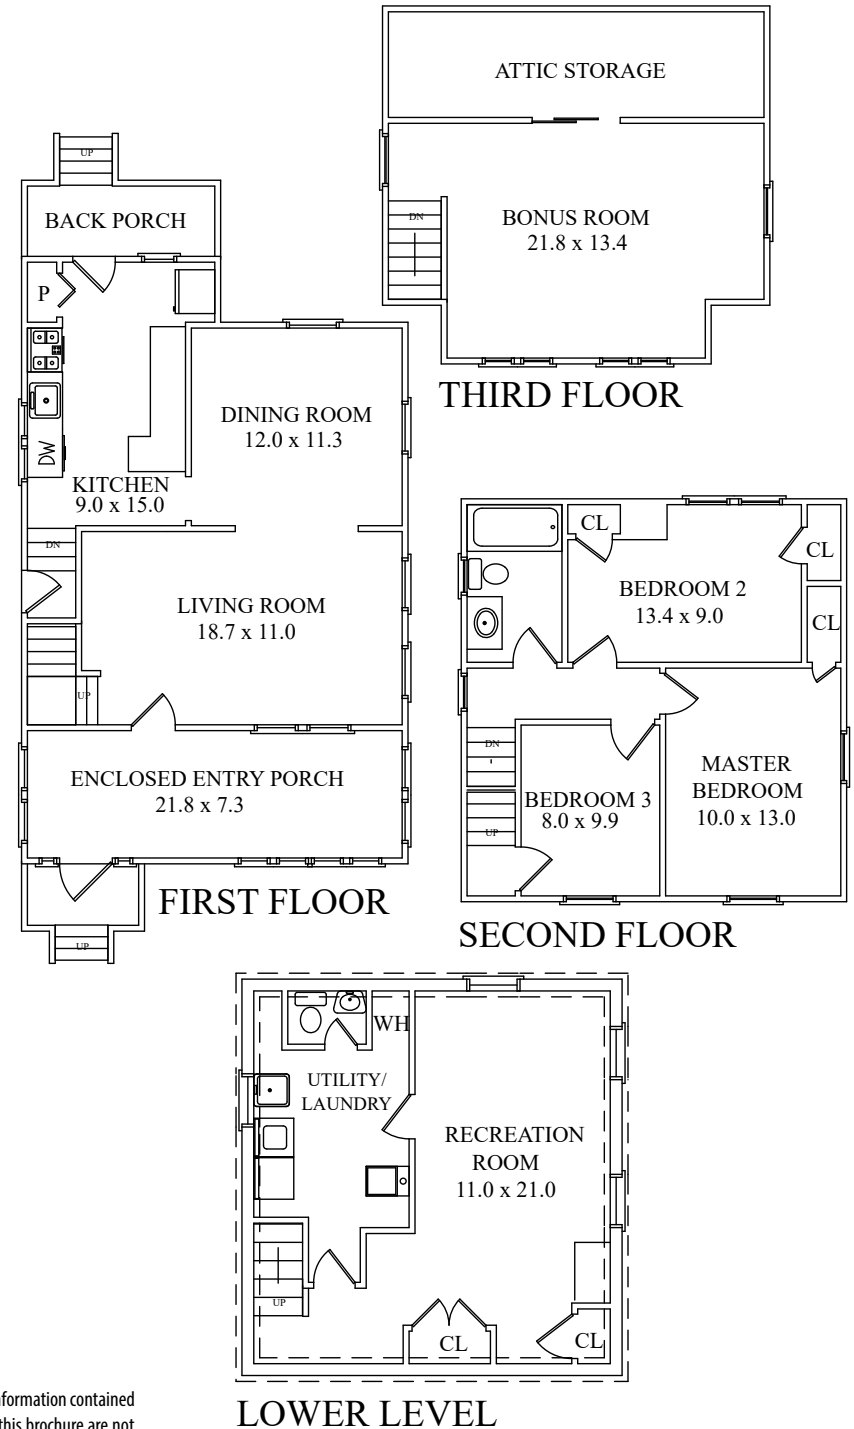 ATTIC STORAGE
DN
BONUS ROOM
21.8 x 13.4
THIRD FLOOR
UP
BACK PORCH
P
DINING ROOM
12.0 x 11.3
DW
KITCHEN
9.0 x 15.0
DN
LIVING ROOM
18.7 x 11.0
UP
ENCLOSED ENTRY PORCH
21.8 x 7.3
UP
FIRST FLOOR
CL
CL
BEDROOM 2
13.4 x 9.0
CL
DN
MASTER
BEDROOM
10.0 x 13.0
BEDROOM 3
8.0 x 9.9
UP
SECOND FLOOR
WH
UTILITY/
LAUNDRY
RECREATION
ROOM
11.0 x 21.0
UP
CL
CL
LOWER LEVEL
nformation contained
this brochure are not